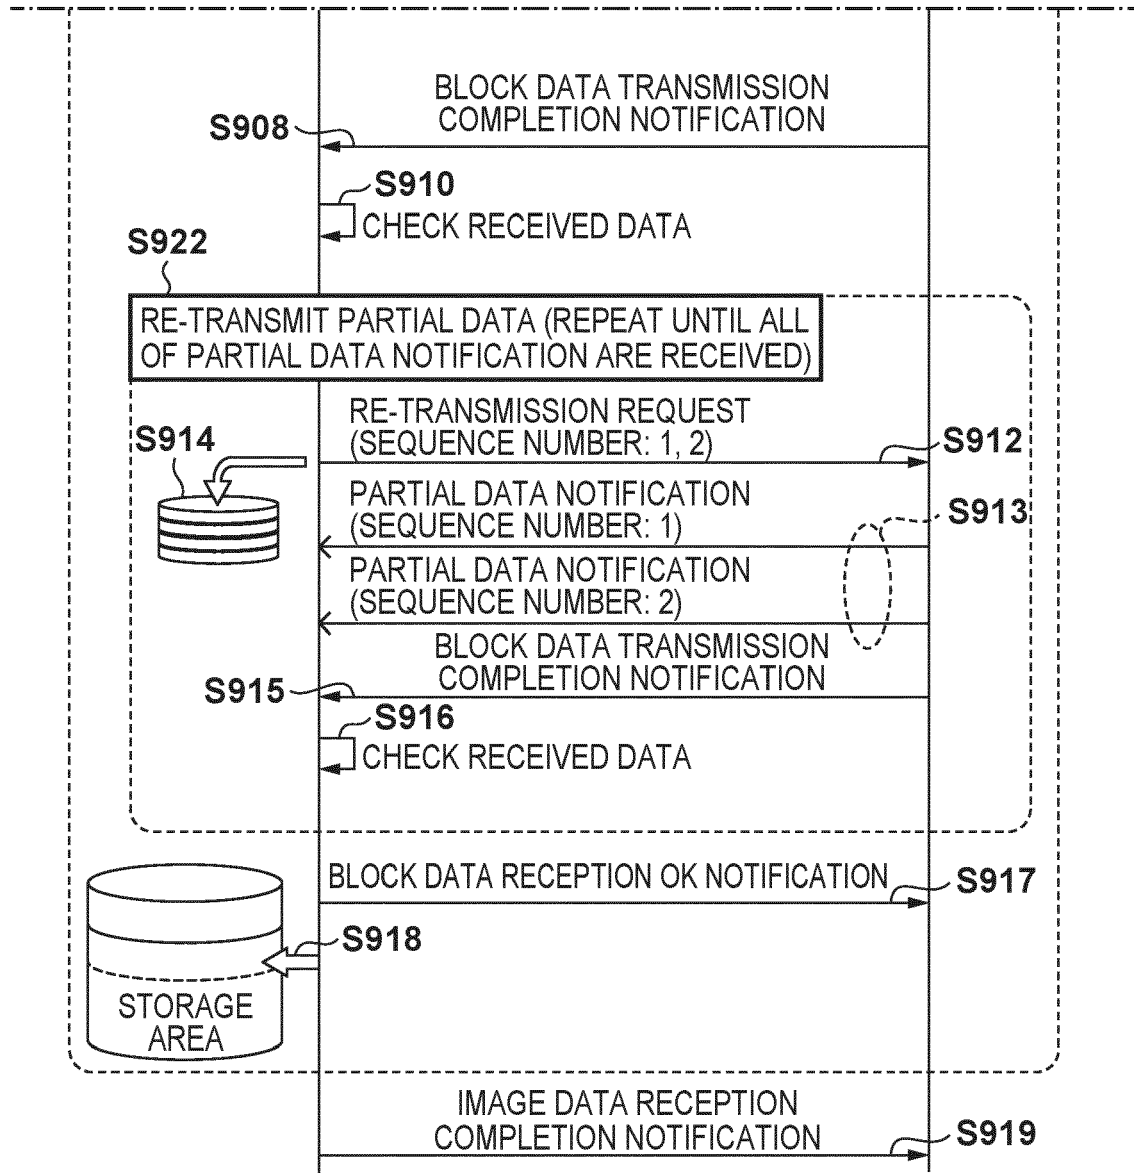 BLOCK DATA TRANSMISSION
COMPLETION NOTIFICATION
S908
S910
CHECK RECEIVED DATA
S922
RE-TRANSMIT PARTIAL DATA (REPEAT UNTIL ALL
OF PARTIAL DATA NOTIFICATION ARE RECEIVED)
RE-TRANSMISSION REQUEST
(SEQUENCE NUMBER: 1, 2)
S912
S914
PARTIAL DATA NOTIFICATION
(SEQUENCE NUMBER: 1)
S913
PARTIAL DATA NOTIFICATION
(SEQUENCE NUMBER: 2)
BLOCK DATA TRANSMISSION
COMPLETION NOTIFICATION
S915
S916
CHECK RECEIVED DATA
BLOCK DATA RECEPTION OK NOTIFICATION
S917
S918
STORAGE
AREA
IMAGE DATA RECEPTION
COMPLETION NOTIFICATION
S919